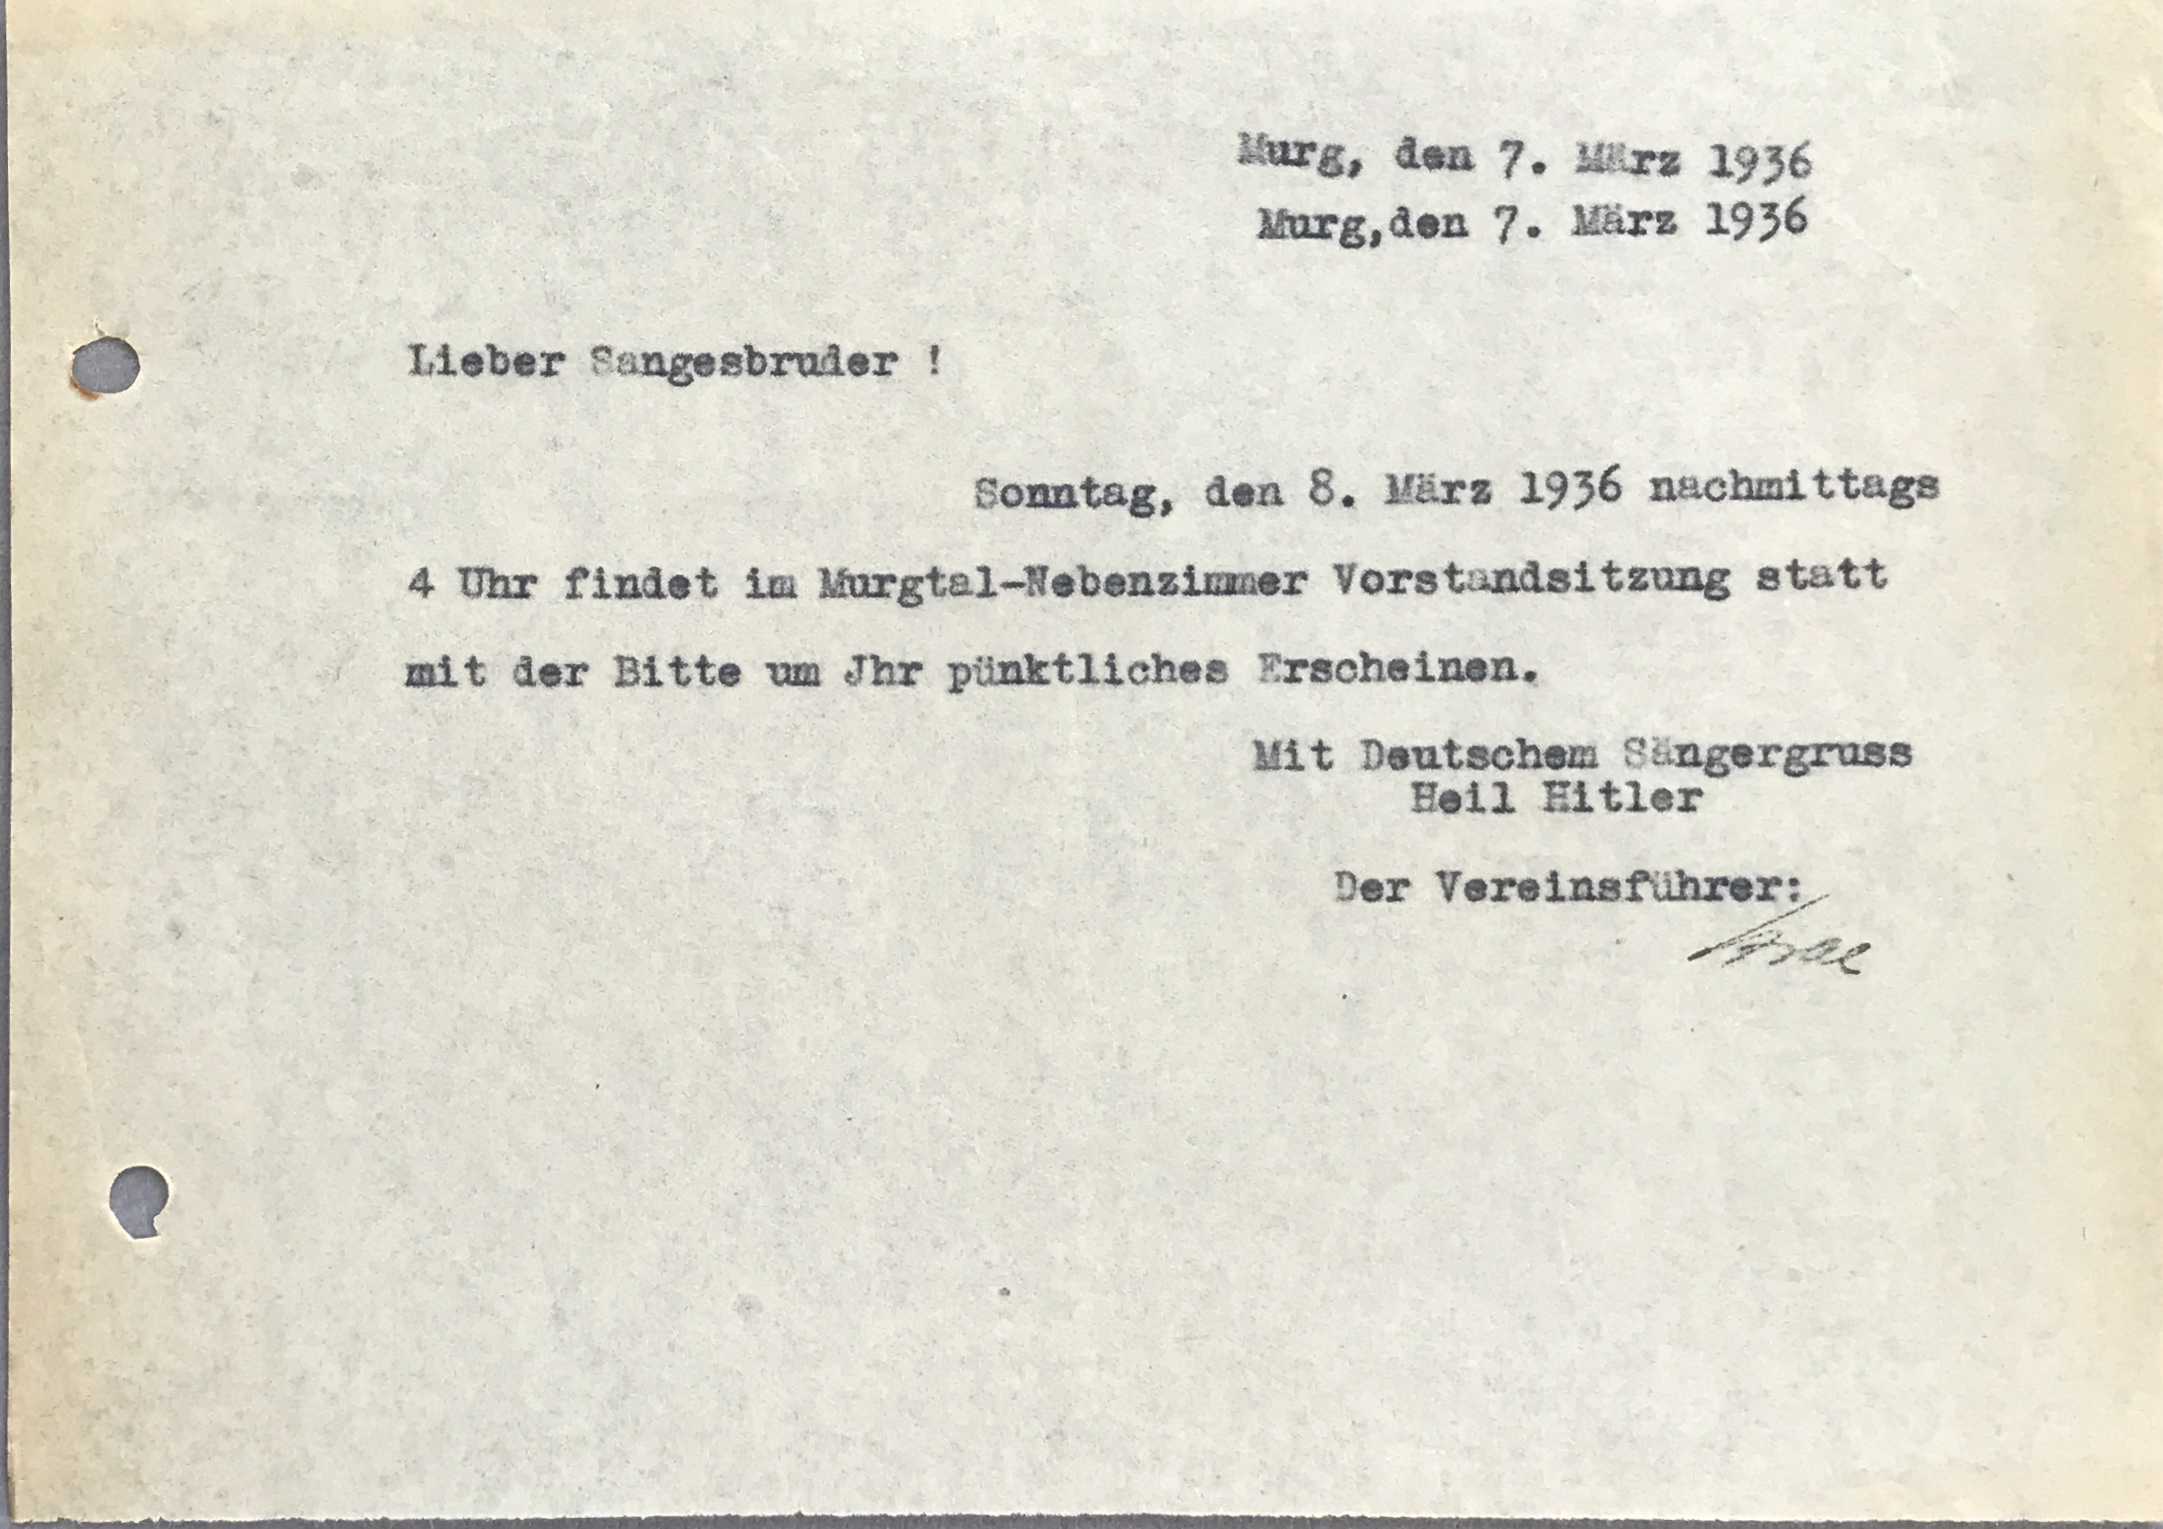 Murg, den 7. März 1936
Murg,den 7. März 1936
Lieber Sangesbruder !
Sonntag, den 8. März 1936 nachmittags
4 Uhr findet im Murgtal-Nebenzimmer Vorstandsitzung statt
mit der Bitte um Jhr pünktliches Erscheinen.
Mit Deutschem Sängergruss
Heil Hitler
Der Vereinsführer: